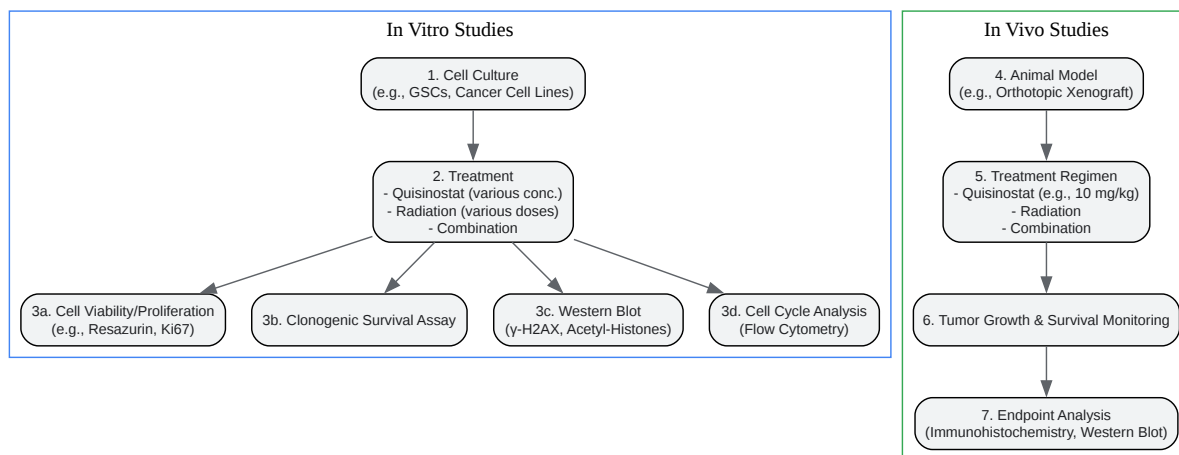 In Vitro Studies
1. Cell Culture
(e.g., GSCs, Cancer Cell Lines)
2. Treatment
- Quisinostat (various conc.)
- Radiation (various doses)
- Combination
3a. Cell Viability/Proliferation
(e.g., Resazurin, Ki67)
3b. Clonogenic Survival Assay
3c. Western Blot
(γ-H2AX, Acetyl-Histones)
3d. Cell Cycle Analysis
(Flow Cytometry)
In Vivo Studies
4. Animal Model
(e.g., Orthotopic Xenograft)
5. Treatment Regimen
- Quisinostat (e.g., 10 mg/kg)
- Radiation
- Combination
6. Tumor Growth & Survival Monitoring
7. Endpoint Analysis
(Immunohistochemistry, Western Blot)